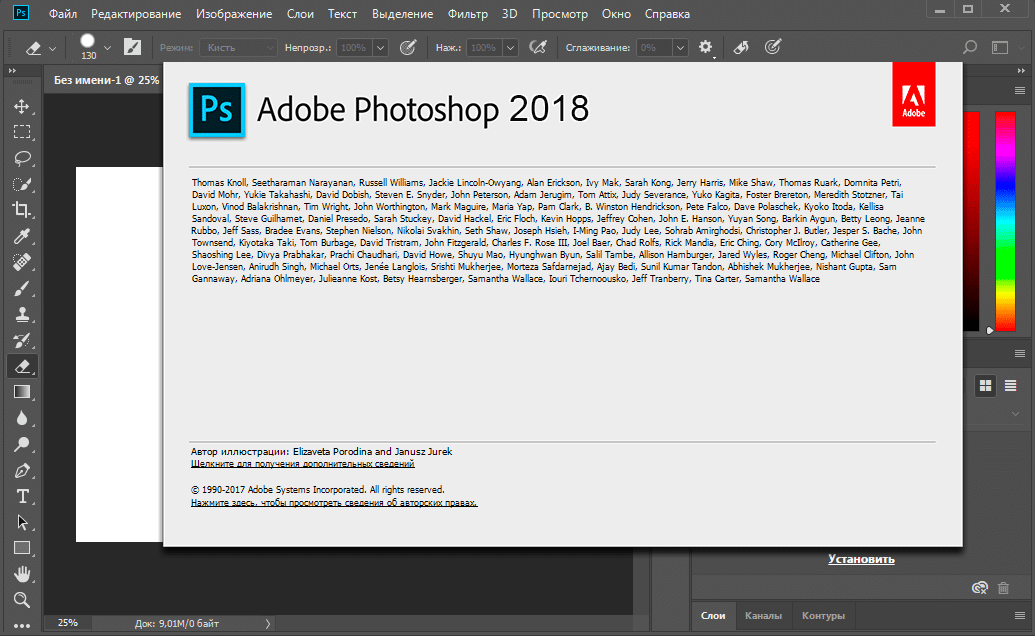 Ps Файл Редактирование Изображение Слои Текст Выделение Фильтр 3D Просмотр Окно Справка
130 Режим: Кисть Непрозр.: 100% Наж.: 100% Сглаживание: 0%
Без имени-1 @ 25%
Ps Adobe Photoshop 2018
Adobe
Thomas Knoll, Seetharaman Narayanan, Russell Williams, Jackie Lincoln-Owyang, Alan Erickson, Ivy Mak, Sarah Kong, Jerry Harris, Mike Shaw, Thomas Ruark, Domnita Petri,
David Mohr, Yukie Takahashi, David Dobish, Steven E. Snyder, John Peterson, Adam Jerugim, Tom Attix, Judy Severance, Yuko Kagita, Foster Brereton, Meredith Stotzner, Tai
Luxon, Vinod Balakrishnan, Tim Wright, John Worthington, Mark Maguire, Maria Yap, Pam Clark, B. Winston Hendrickson, Pete Falco, Dave Polaschek, Kyoko Itoda, Kellisa
Sandoval, Steve Guilhamet, Daniel Presedo, Sarah Stuckey, David Hackel, Eric Floch, Kevin Hopps, Jeffrey Cohen, John E. Hanson, Yuyan Song, Barkin Aygun, Betty Leong, Jeanne
Rubbo, Jeff Sass, Bradee Evans, Stephen Nielson, Nikolai Svakhin, Seth Shaw, Joseph Hsieh, I-Ming Pao, Judy Lee, Sohrab Amirghodsi, Christopher J. Butler, Jesper S. Bache, John
Townsend, Kiyotaka Taki, Tom Burbage, David Tristram, John Fitzgerald, Charles F. Rose III, Joel Baer, Chad Rolfs, Rick Mandia, Eric Ching, Cory McIlroy, Catherine Gee,
Shaoshing Lee, Divya Prabhakar, Prachi Chaudhari, David Howe, Shuyu Mao, Hyunghwan Byun, Salil Tambe, Allison Hamburger, Jared Wyles, Roger Cheng, Michael Clifton, John
Love-Jensen, Anirudh Singh, Michael Orts, Jenée Langlois, Srishti Mukherjee, Morteza Safdarnejad, Ajay Bedi, Sunil Kumar Tandon, Abhishek Mukherjee, Nishant Gupta, Sam
Gannaway, Adriana Ohlmeyer, Julieanne Kost, Betsy Hearnsberger, Samantha Wallace, Iouri Tchernoousko, Jeff Tranberry, Tina Carter, Samantha Wallace
Автор иллюстрации: Elizaveta Porodina and Janusz Jurek
Щелкните для получения дополнительных сведений
© 1990-2017 Adobe Systems Incorporated. All rights reserved.
Нажмите здесь, чтобы просмотреть сведения об авторских правах.
Установить
Слои Каналы Контуры
25% Док: 9,01M/0 байт